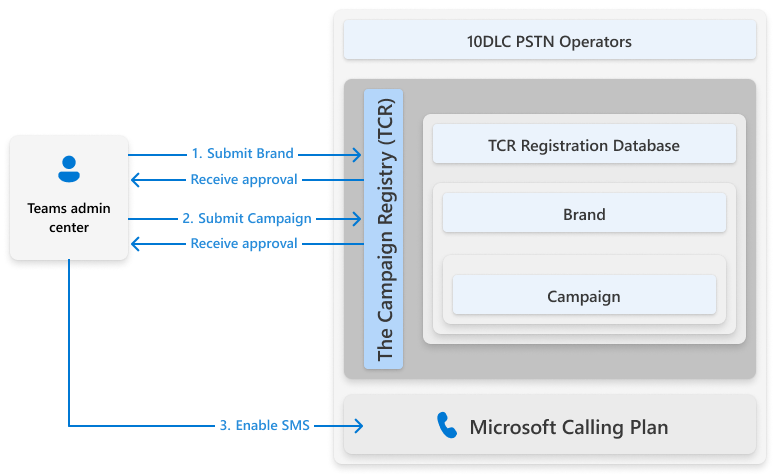 10DLC PSTN Operators
The Campaign Registry (TCR)
TCR Registration Database
Brand
Campaign
Teams admin
center
1. Submit Brand
Receive approval
2. Submit Campaign
Receive approval
3. Enable SMS
Microsoft Calling Plan